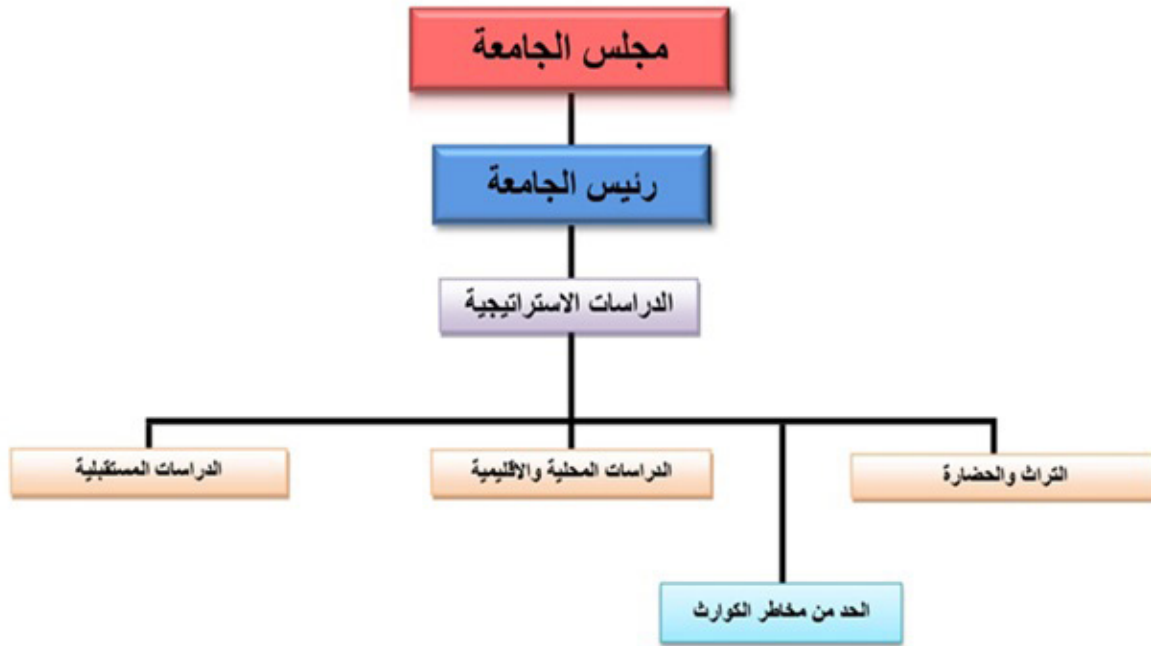 مجلس الجامعة
رئيس الجامعة
الدراسات الاستراتيجية
التراث والحضارة
الدراسات المحلية والاقليمية
الدراسات المستقبلية
الحد من مخاطر الكوارث